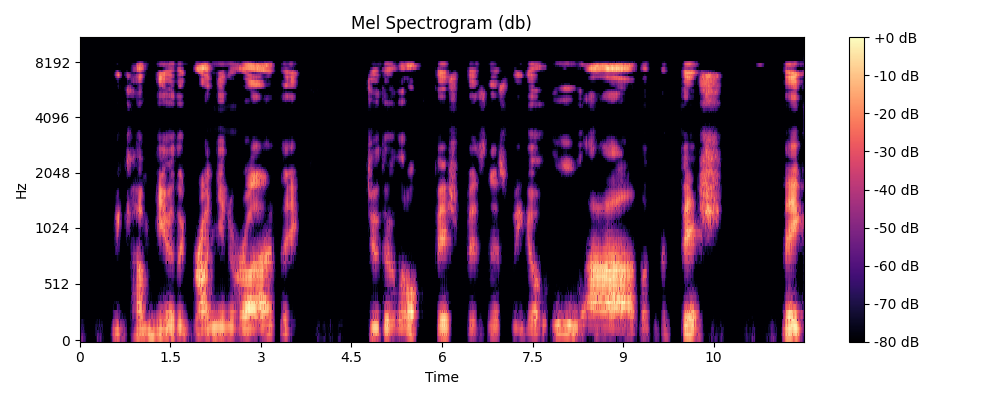 Mel Spectrogram (db)
8192
4096
2048
1024
512
0
Hz
0 1.5 3 4.5 6 7.5 9 10
Time
+0 dB
-10 dB
-20 dB
-30 dB
-40 dB
-50 dB
-60 dB
-70 dB
-80 dB